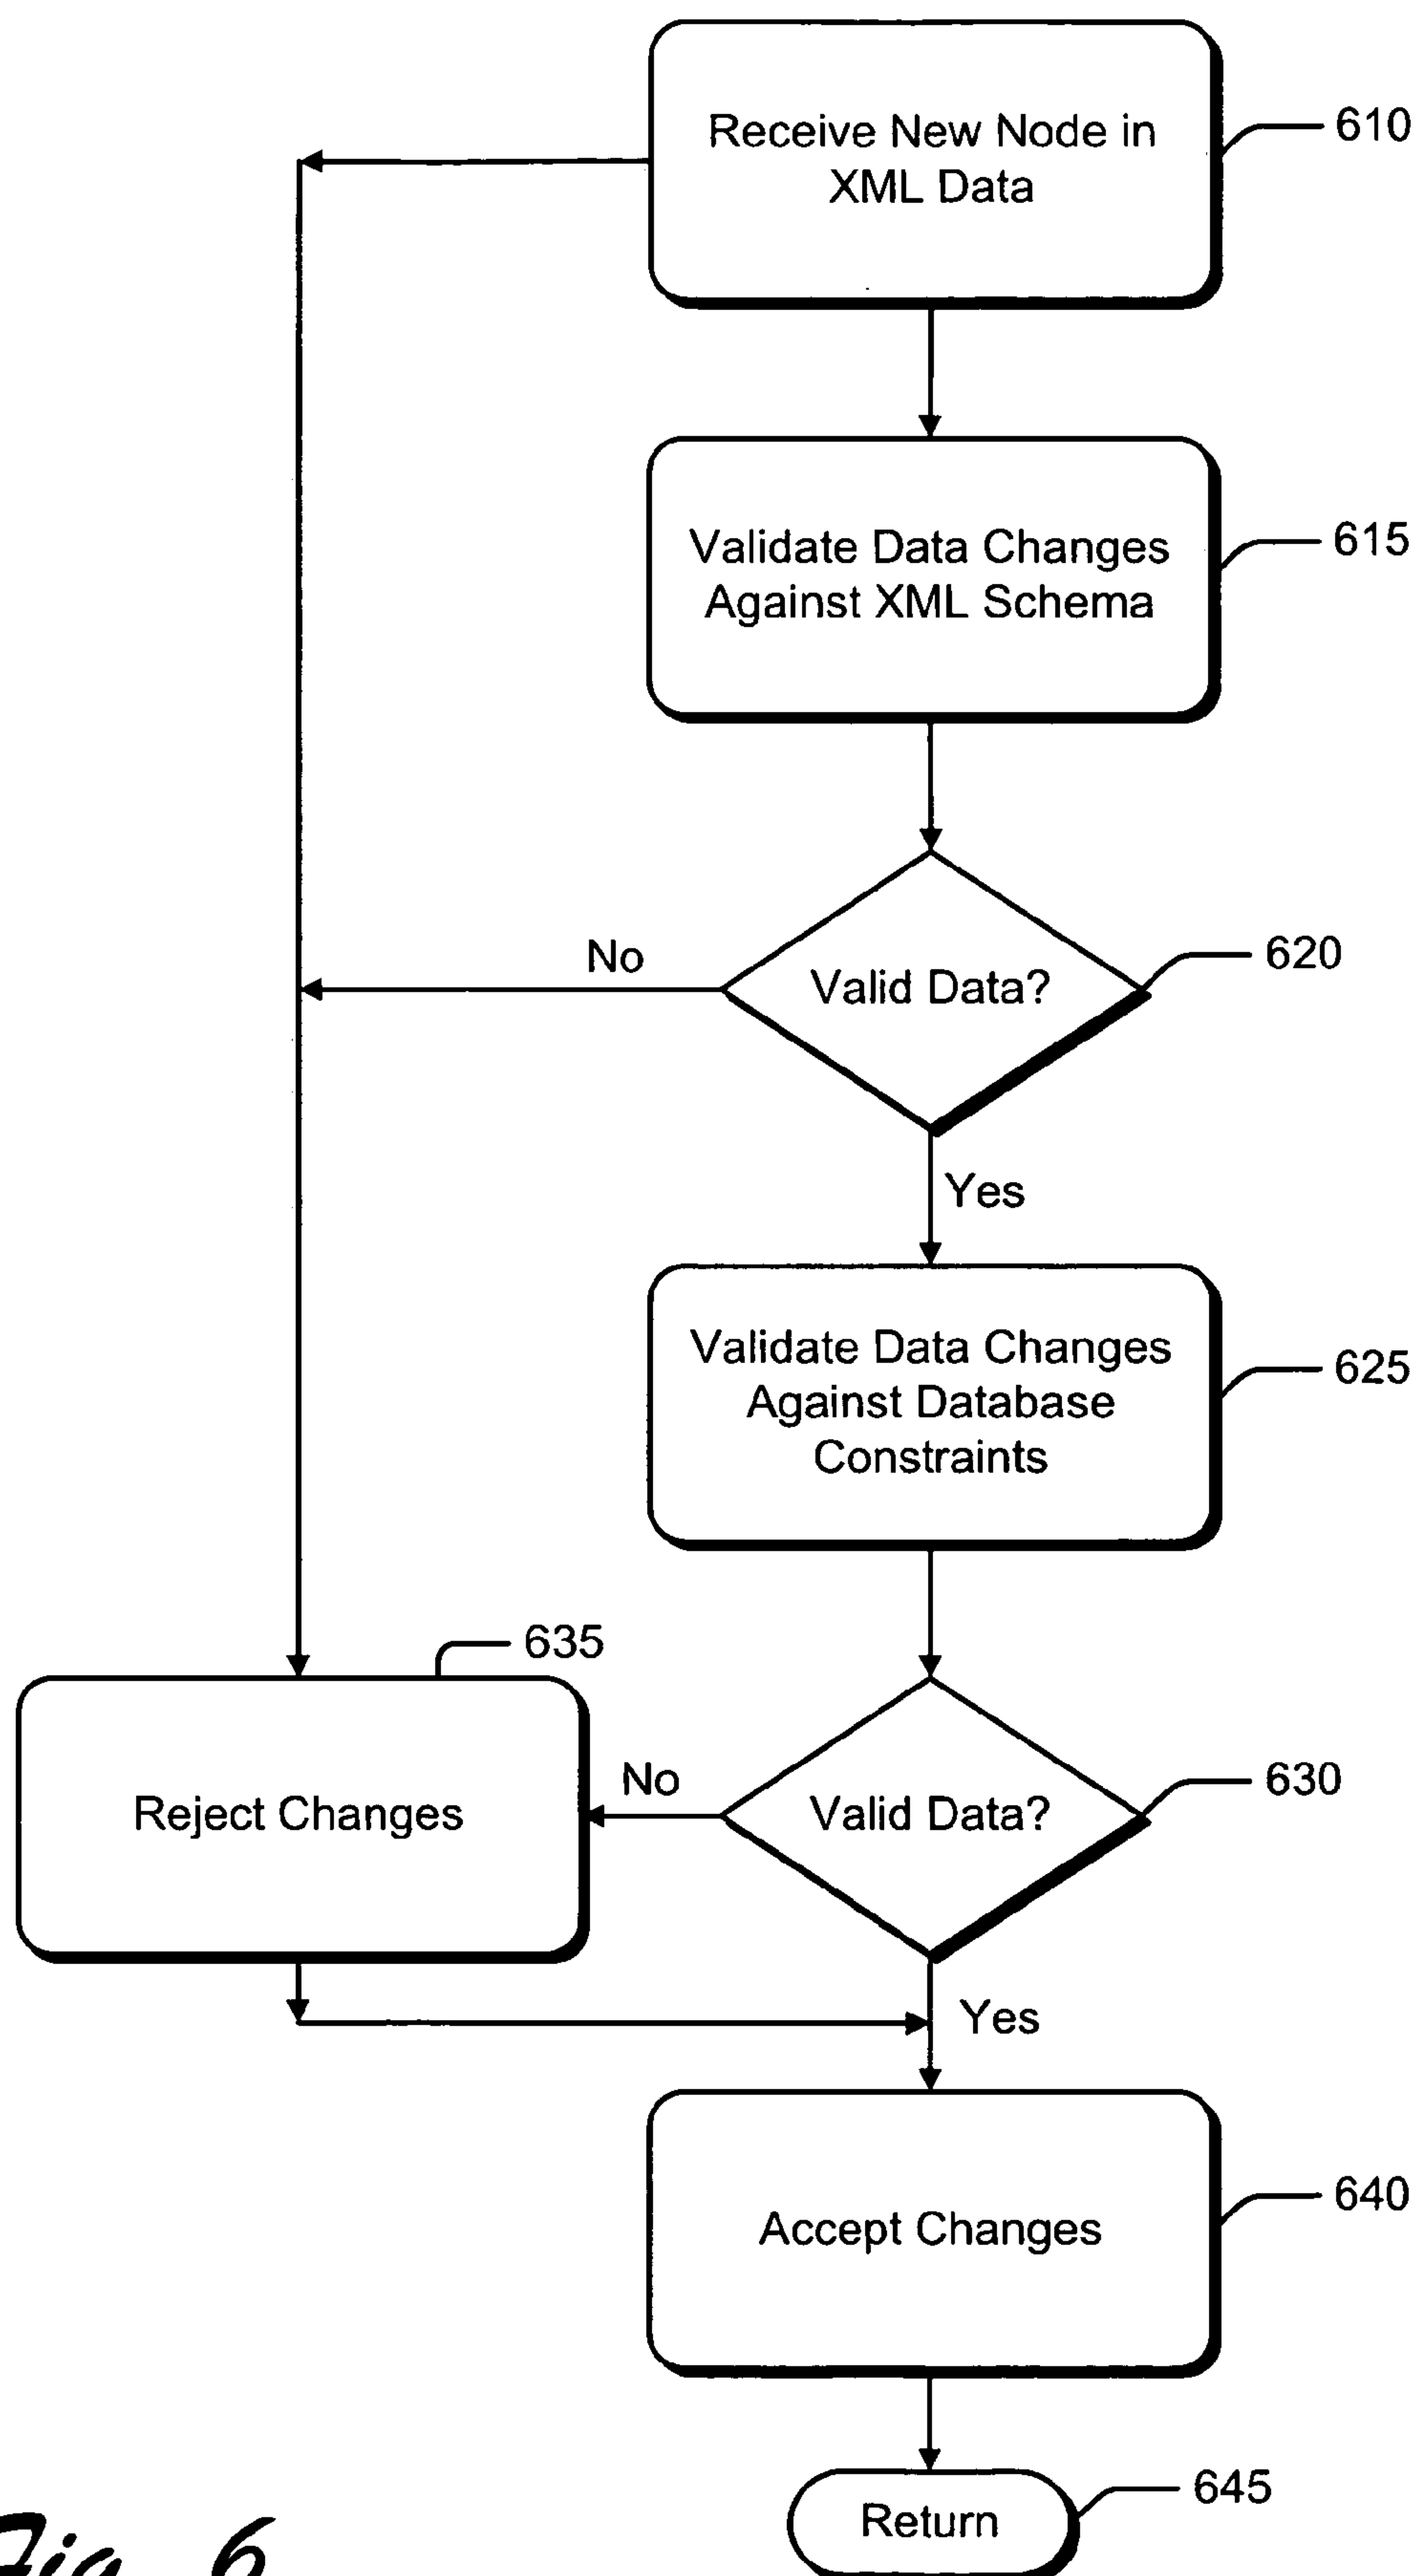 Receive New Node in
XML Data
610
Validate Data Changes
Against XML Schema
615
No
Valid Data?
620
Yes
Validate Data Changes
Against Database
Constraints
625
635
Reject Changes
No
Valid Data?
630
Yes
Accept Changes
640
Return
645
Fig. 6